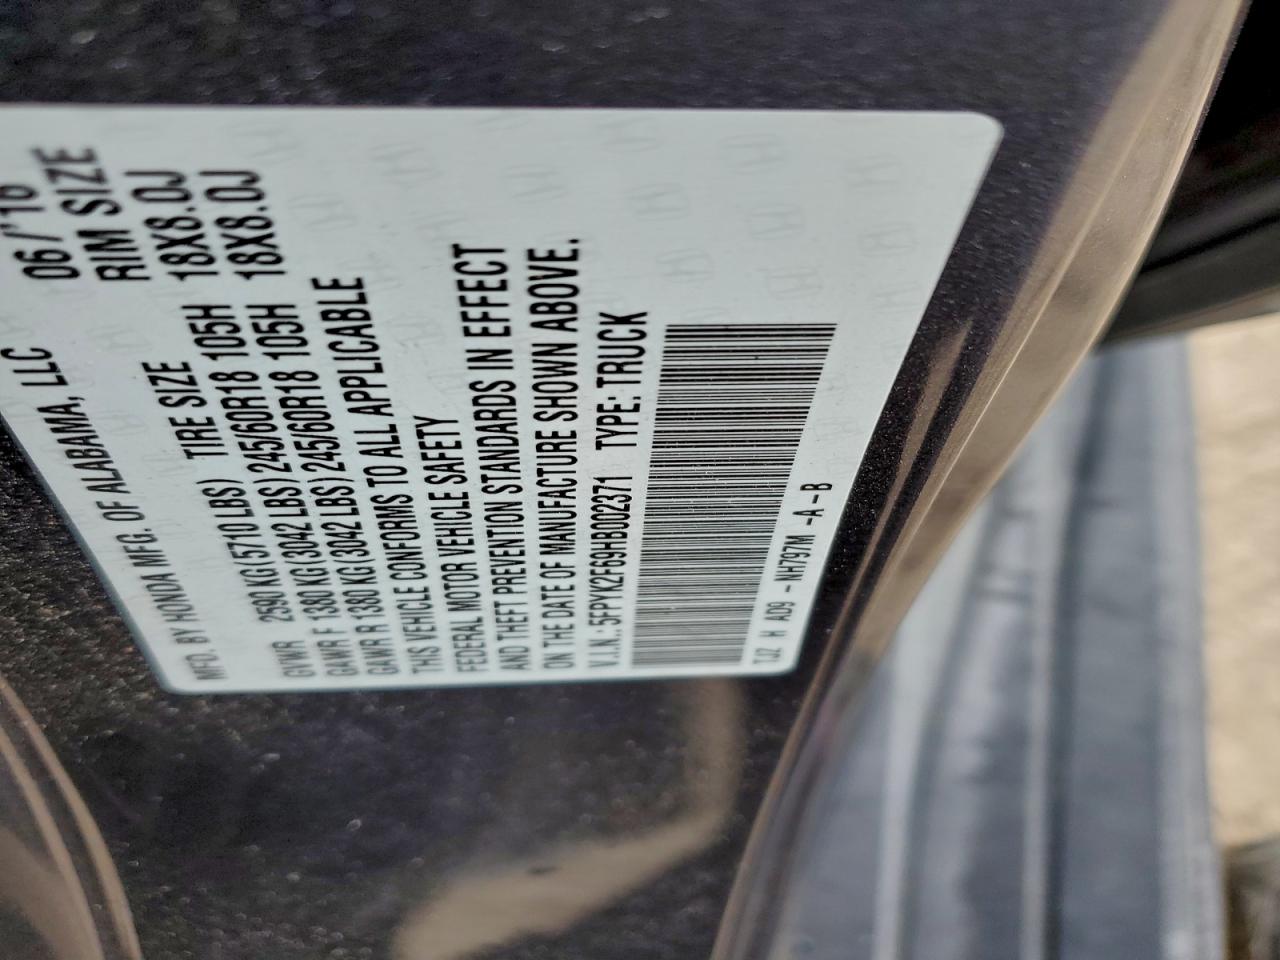 MFD. BY HONDA MFG. OF ALABAMA, LLC 06/'16
TIRE SIZE RIM SIZE
GVWR 2590 KG (5710 LBS)
GAWR F 1380 KG (3042 LBS) 245/60R18 105H 18X8.0J
GAWR R 1380 KG (3042 LBS) 245/60R18 105H 18X8.0J
THIS VEHICLE CONFORMS TO ALL APPLICABLE
FEDERAL MOTOR VEHICLE SAFETY
AND THEFT PREVENTION STANDARDS IN EFFECT
ON THE DATE OF MANUFACTURE SHOWN ABOVE.
V.I.N.: 5FPYK2F69HB002371 TYPE: TRUCK
TJZ H AD9 - NH797M - A - B